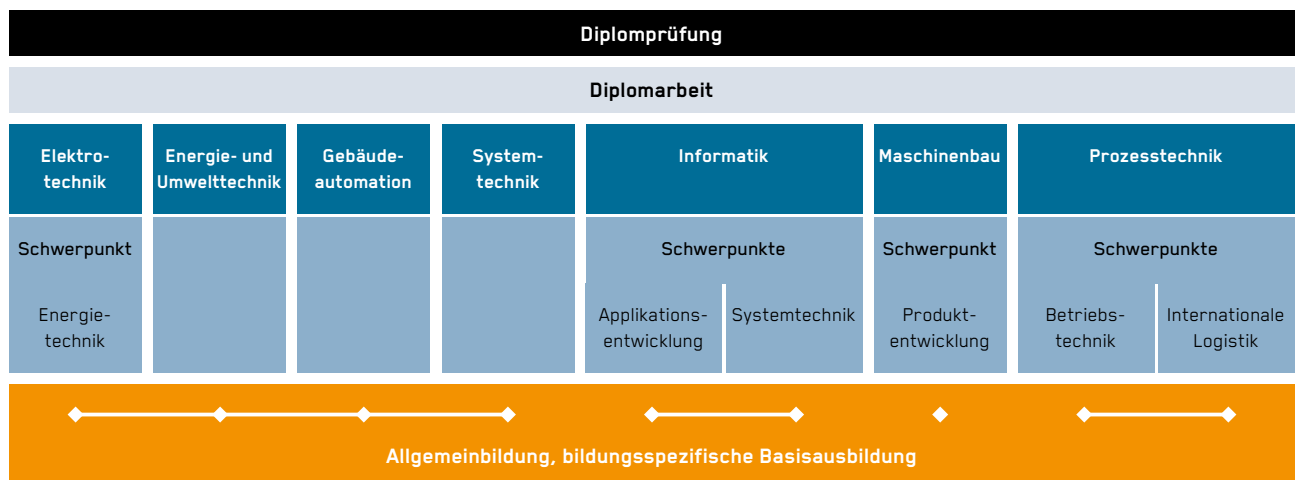 Diplomprüfung
Diplomarbeit
Elektro-
technik
Energie- und
Umwelttechnik
Gebäude-
automation
System-
technik
Informatik
Maschinenbau
Prozesstechnik
Schwerpunkt
Schwerpunkte
Schwerpunkt
Schwerpunkte
Energie-
technik
Applikations-
entwicklung
Systemtechnik
Produkt-
entwicklung
Betriebs-
technik
Internationale
Logistik
Allgemeinbildung, bildungsspezifische Basisausbildung